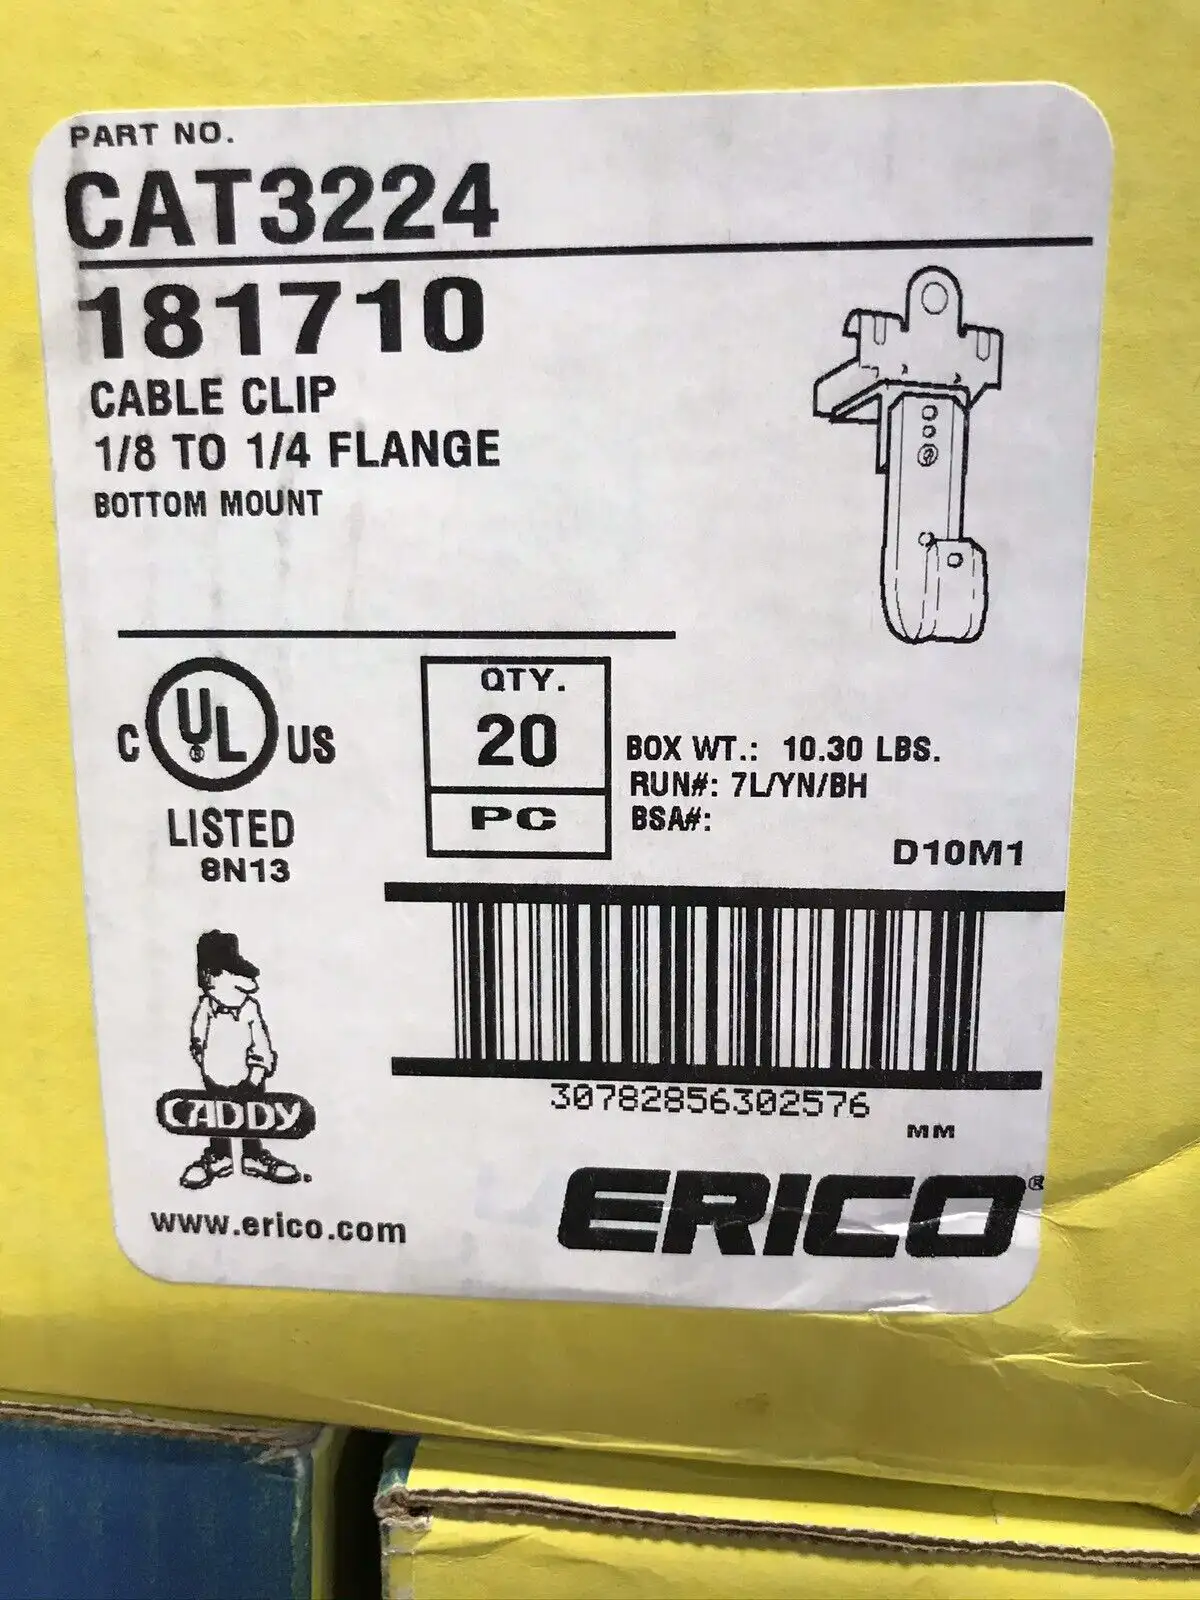 PART NO.
CAT3224
181710
CABLE CLIP
1/8 TO 1/4 FLANGE
BOTTOM MOUNT
C UL® US
LISTED
8N13
QTY.
20
PC
BOX WT.: 10.30 LBS.
RUN#: 7L/YN/BH
BSA#:
D10M1
30782856302576
MM
CADDY
www.erico.com
ERICO®